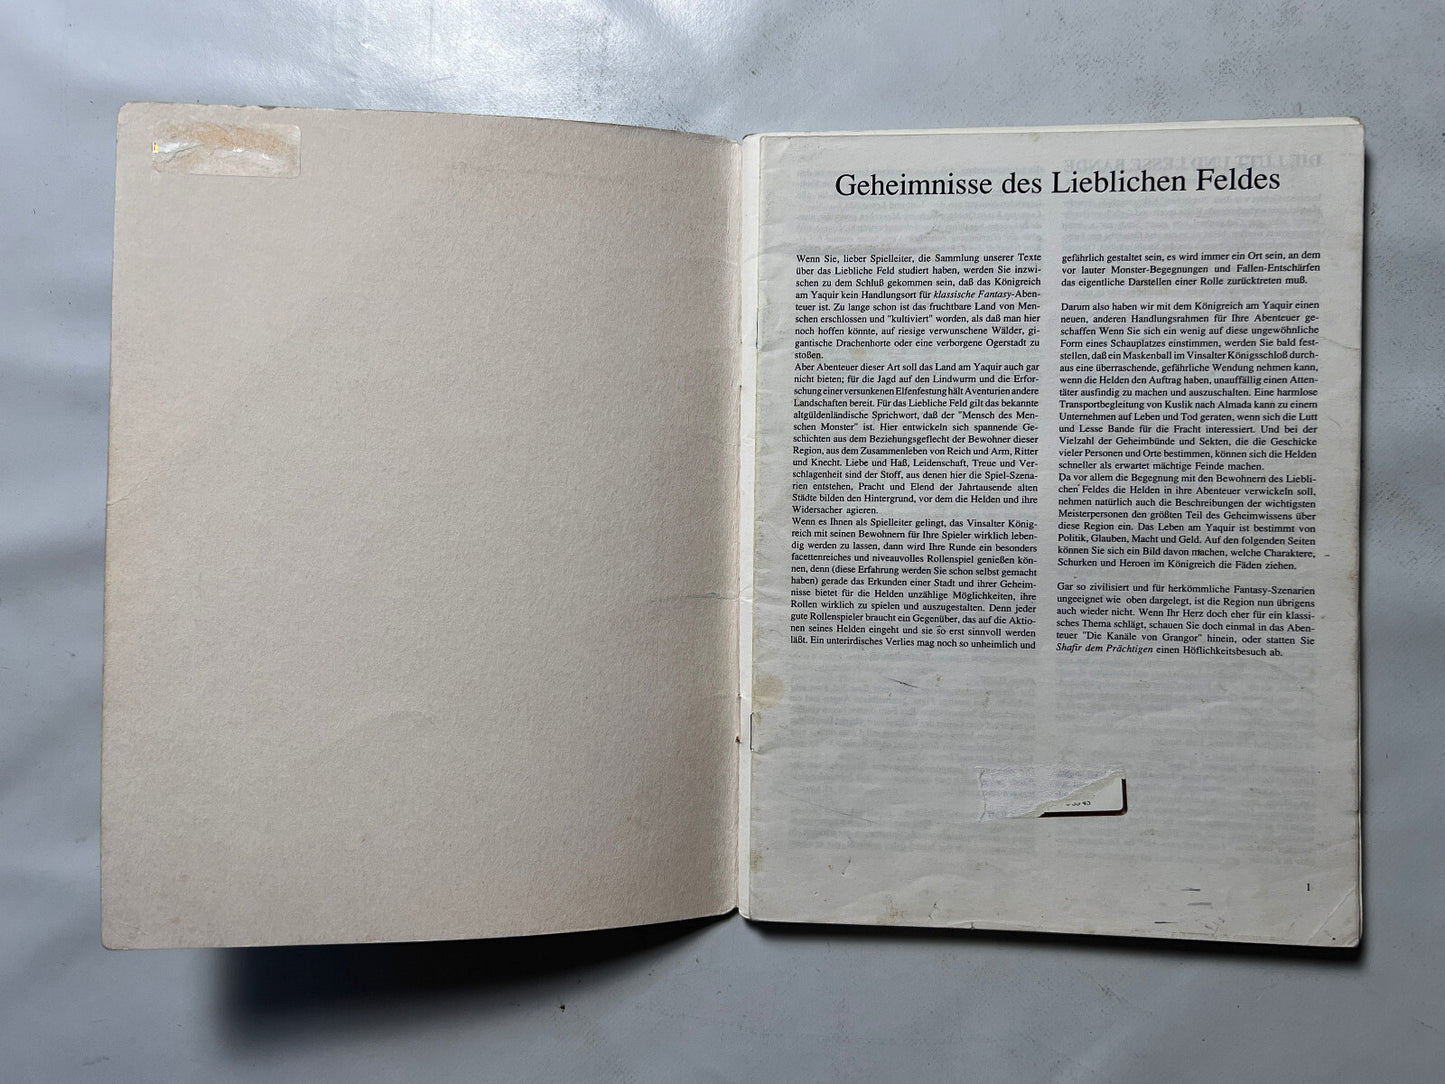 Geheimnisse des Lieblichen Feldes
Wenn Sie, lieber Spielleiter, die Sammlung unserer Texte
über das Liebliche Feld studiert haben, werden Sie inzwi-
schen zu dem Schluß gekommen sein, daß das Königreich
am Yaquir kein Handlungsort für klassische Fantasy-Aben-
teuer ist. Zu lange schon ist das fruchtbare Land von Men-
schen erschlossen und "kultiviert" worden, als daß man hier
noch hoffen könnte, auf riesige verwunschene Wälder, gi-
gantische Drachenhorte oder eine verborgene Ogerstadt zu
stoßen.
Aber Abenteuer dieser Art soll das Land am Yaquir auch gar
nicht bieten; für die Jagd auf den Lindwurm und die Erfor-
schung einer versunkenen Elfenfestung hält Aventurien andere
Landschaften bereit. Für das Liebliche Feld gilt das bekannte
altgüldenländische Sprichwort, daß der "Mensch des Men-
schen Monster" ist. Hier entwickeln sich spannende Ge-
schichten aus dem Beziehungsgeflecht der Bewohner dieser
Region, aus dem Zusammenleben von Reich und Arm, Ritter
und Knecht. Liebe und Haß, Leidenschaft, Treue und Ver-
schlagenheit sind der Stoff, aus denen hier die Spiel-Szena-
rien entstehen, Pracht und Elend der Jahrtausende alten
Städte bilden den Hintergrund, vor dem die Helden und ihre
Widersacher agieren.
Wenn es Ihnen als Spielleiter gelingt, das Vinsalter König-
reich mit seinen Bewohnern für Ihre Spieler wirklich leben-
dig werden zu lassen, dann wird Ihre Runde ein besonders
facettenreiches und niveauvolles Rollenspiel genießen kön-
nen, denn (diese Erfahrung werden Sie schon selbst gemacht
haben) gerade das Erkunden einer Stadt und ihrer Geheim-
nisse bietet für die Helden unzählige Möglichkeiten, ihre
Rollen wirklich zu spielen und auszugestalten. Denn jeder
gute Rollenspieler braucht ein Gegenüber, das auf die Aktio-
nen seines Helden eingeht und sie so erst sinnvoll werden
läßt. Ein unterirdisches Verlies mag noch so unheimlich und
gefährlich gestaltet sein, es wird immer ein Ort sein, an dem
vor lauter Monster-Begegnungen und Fallen-Entschärfen
das eigentliche Darstellen einer Rolle zurücktreten muß.
Darum also haben wir mit dem Königreich am Yaquir einen
neuen, anderen Handlungsrahmen für Ihre Abenteuer ge-
schaffen Wenn Sie sich ein wenig auf diese ungewöhnliche
Form eines Schauplatzes einstimmen, werden Sie bald fest-
stellen, daß ein Maskenball im Vinsalter Königsschloß durch-
aus eine überraschende, gefährliche Wendung nehmen kann,
wenn die Helden den Auftrag haben, unauffällig einen Atten-
täter ausfindig zu machen und auszuschalten. Eine harmlose
Transportbegleitung von Kuslik nach Almada kann zu einem
Unternehmen auf Leben und Tod geraten, wenn sich die Lutt
und Lesse Bande für die Fracht interessiert. Und bei der
Vielzahl der Geheimbünde und Sekten, die die Geschicke
vieler Personen und Orte bestimmen, können sich die Helden
schneller als erwartet mächtige Feinde machen.
Da vor allem die Begegnung mit den Bewohnern des Liebli-
chen Feldes die Helden in ihre Abenteuer verwickeln soll,
nehmen natürlich auch die Beschreibungen der wichtigsten
Meisterpersonen den größten Teil des Geheimwissens über
diese Region ein. Das Leben am Yaquir ist bestimmt von
Politik, Glauben, Macht und Geld. Auf den folgenden Seiten
können Sie sich ein Bild davon machen, welche Charaktere,
Schurken und Heroen im Königreich die Fäden ziehen.
Gar so zivilisiert und für herkömmliche Fantasy-Szenarien
ungeeignet wie oben dargelegt, ist die Region nun übrigens
auch wieder nicht. Wenn Ihr Herz doch eher für ein klassi-
sches Thema schlägt, schauen Sie doch einmal in das Aben-
teuer "Die Kanäle von Grangor" hinein, oder statten Sie
Shafir dem Prächtigen einen Höflichkeitsbesuch ab.
1